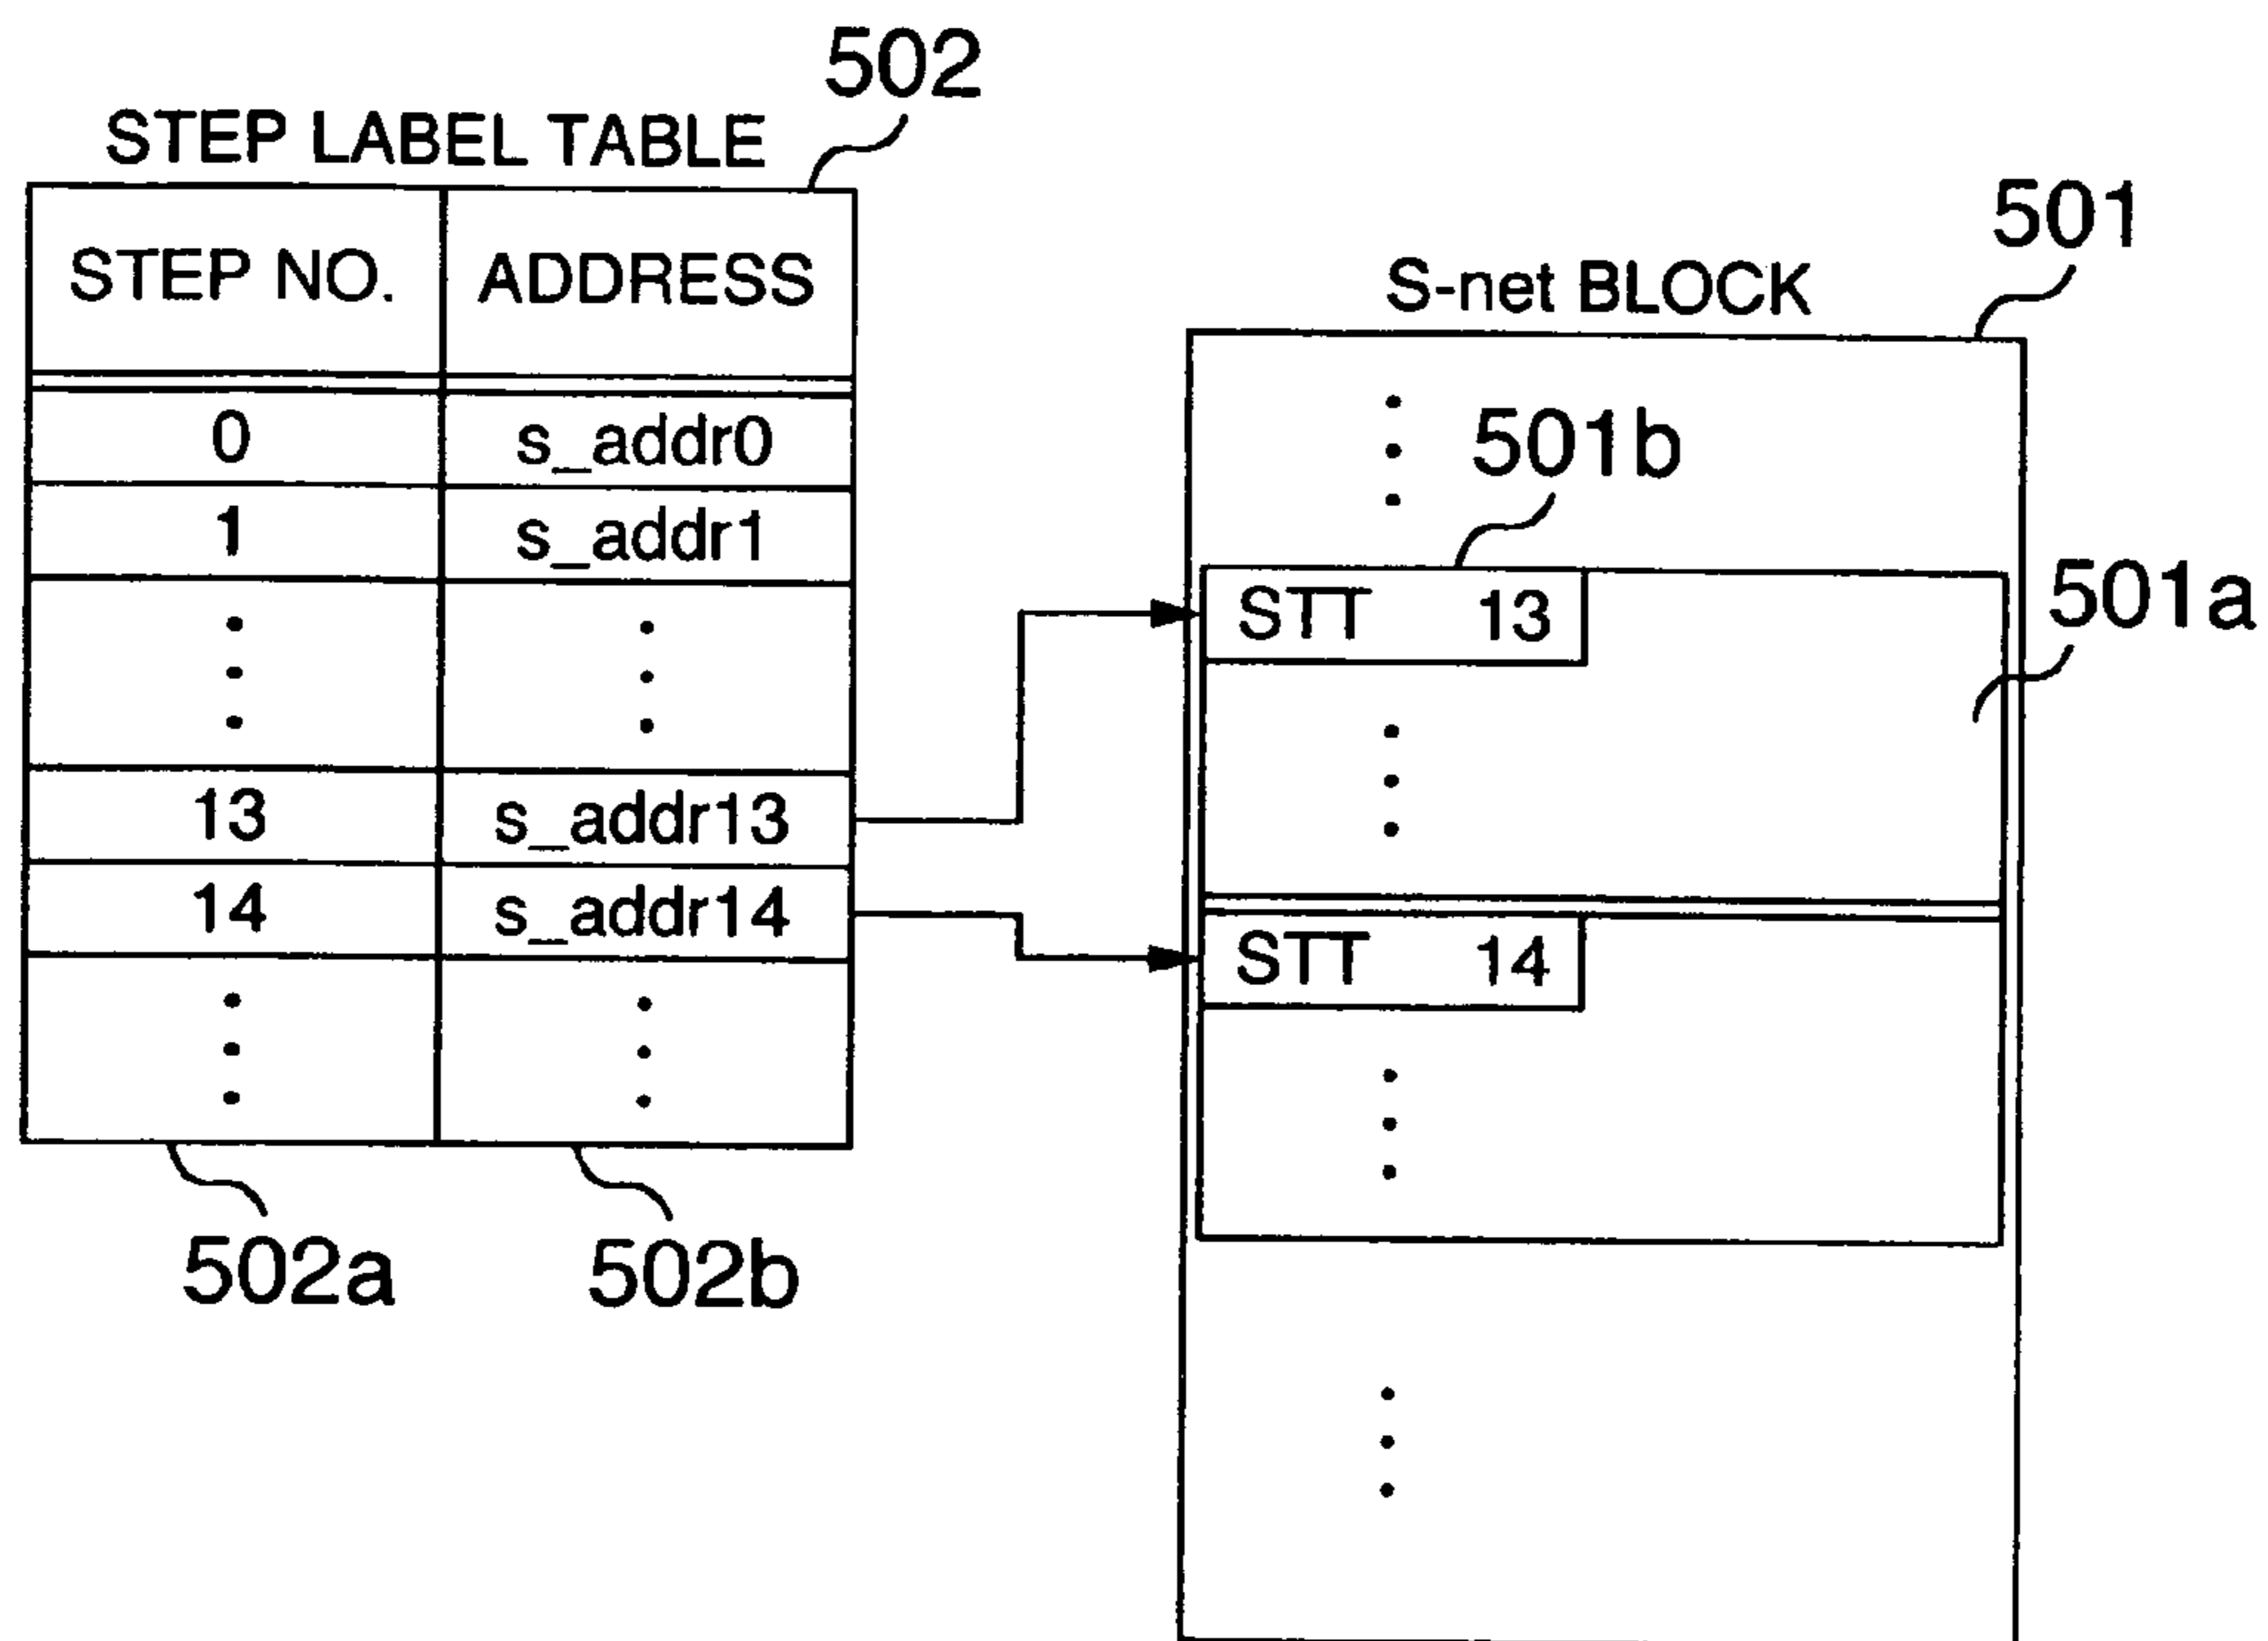 502
STEP LABEL TABLE
STEP NO. ADDRESS
0 s_addr0
1 s_addr1
13 s_addr13
14 s_addr14
502a 502b
501
S-net BLOCK
501b
STT 13
501a
STT 14